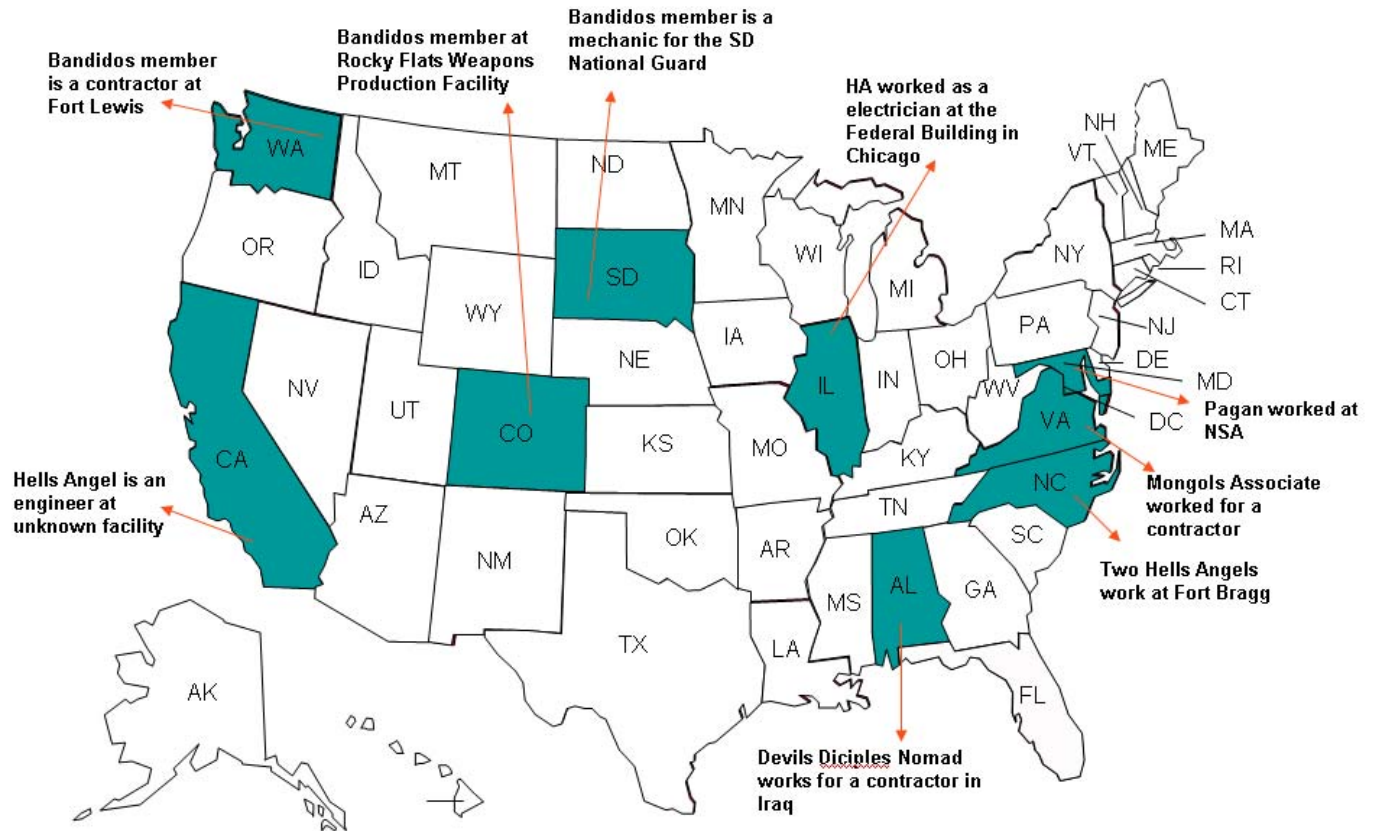 Bandidos member is a
mechanic for the SD
National Guard
Bandidos member at
Rocky Flats Weapons
Production Facility
Bandidos member
is a contractor at
Fort Lewis
HA worked as a
electrician at the
Federal Building in
Chicago
WA
MT
ND
MN
OR
ID
WY
SD
WI
MI
NY
VT
NH
ME
MA
RI
CT
NJ
PA
DE
MD
DC
NV
UT
CO
NE
IA
IL
IN
OH
WV
VA
CA
KS
MO
KY
NC
Pagan worked at
NSA
Mongols Associate
worked for a
contractor
Hells Angel is an
engineer at
unknown facility
AZ
NM
OK
AR
TN
SC
Two Hells Angels
work at Fort Bragg
TX
LA
MS
AL
GA
FL
AK
Devils Diciples Nomad
works for a contractor in
Iraq